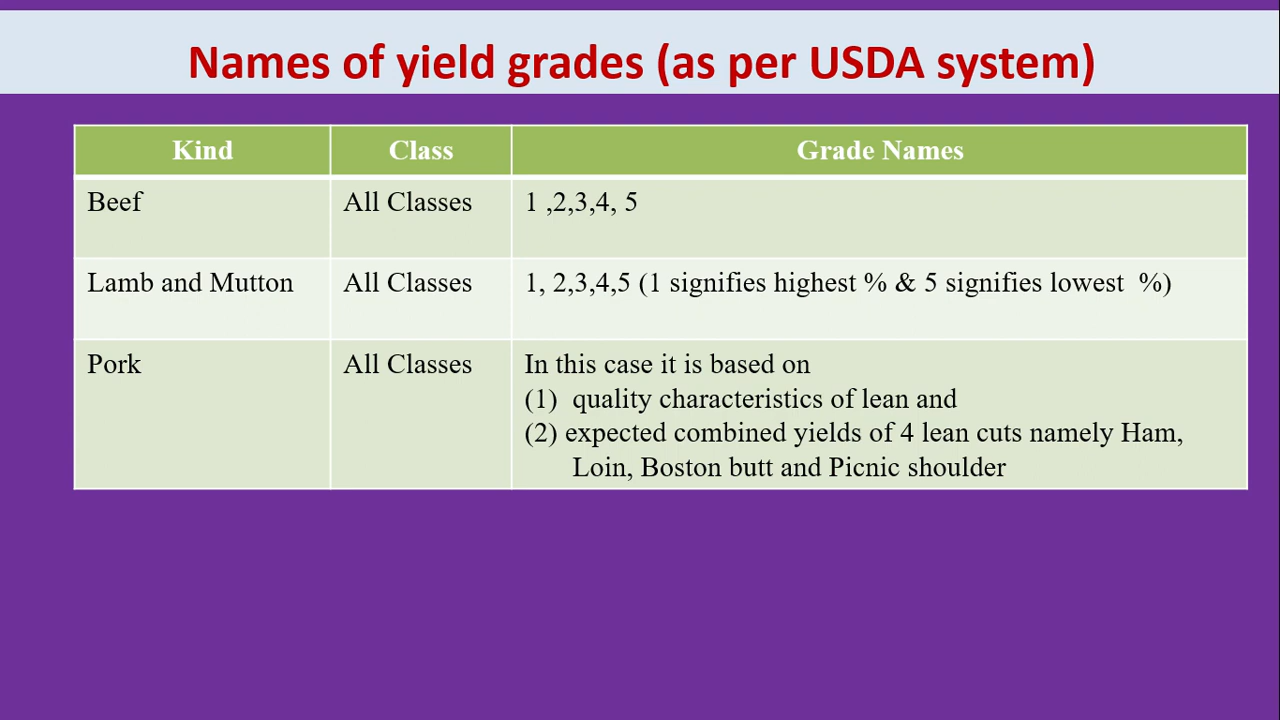 Names of yield grades (as per USDA system)
Kind Class Grade Names
Beef All Classes 1 ,2,3,4, 5
Lamb and Mutton All Classes 1, 2,3,4,5 (1 signifies highest % & 5 signifies lowest %)
Pork All Classes In this case it is based on
(1) quality characteristics of lean and
(2) expected combined yields of 4 lean cuts namely Ham,
Loin, Boston butt and Picnic shoulder